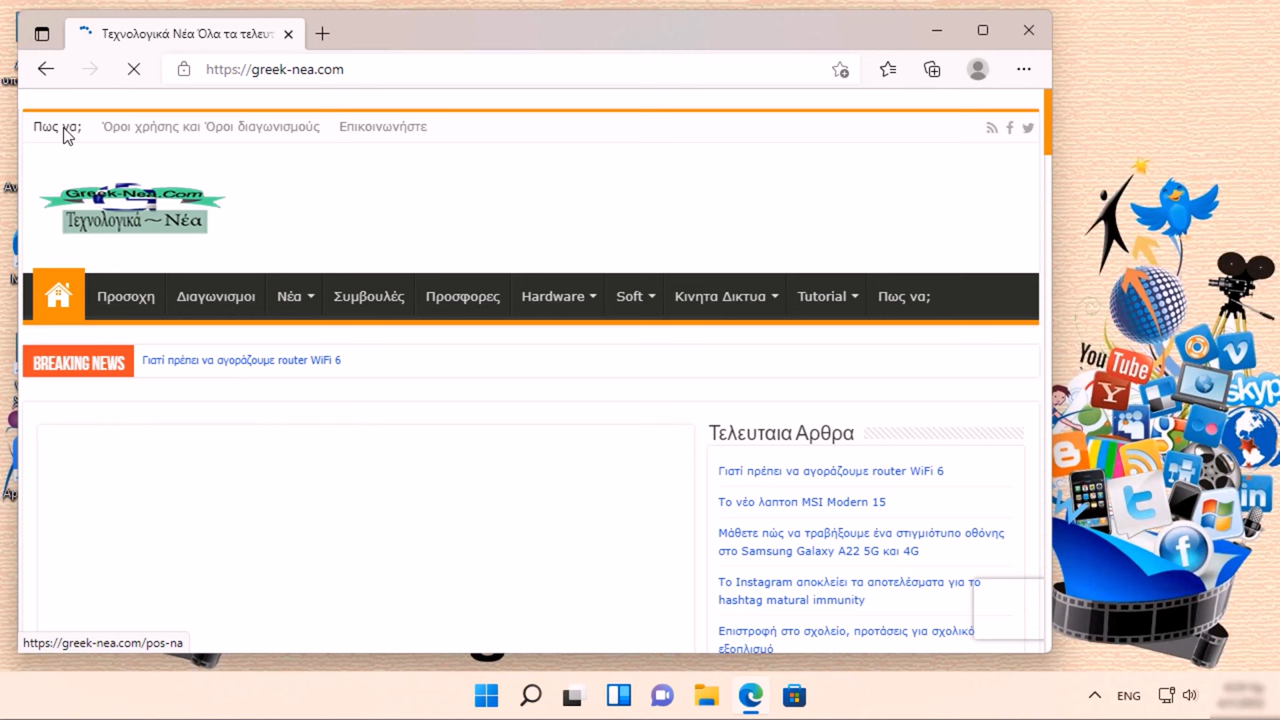 Τεχνολογικά Νέα Όλα τα τελευτ
https://greek-nea.com
Πως να; Όροι χρήσης και Όροι διαγωνισμούς Επικοινωνήστε
Greek-Nea.Com
Τεχνολογικά ~ Νέα
Προσοχη Διαγωνισμοι Νέα Συμβουλές Προσφορες Hardware Soft Κινητα Δικτυα Tutorial Πως να;
BREAKING NEWS Γιατί πρέπει να αγοράζουμε router WiFi 6
Τελευταια Αρθρα
Γιατί πρέπει να αγοράζουμε router WiFi 6
Το νέο λαπτοπ MSI Modern 15
Μάθετε πώς να τραβήξουμε ένα στιγμιότυπο οθόνης
στο Samsung Galaxy A22 5G και 4G
Το Instagram αποκλείει τα αποτελέσματα για το
hashtag matural immunity
Επιστροφή στο σχολείο, προτάσεις για σχολικό
εξοπλισμό
https://greek-nea.com/pos-na
You Tube
skyp
in
ENG